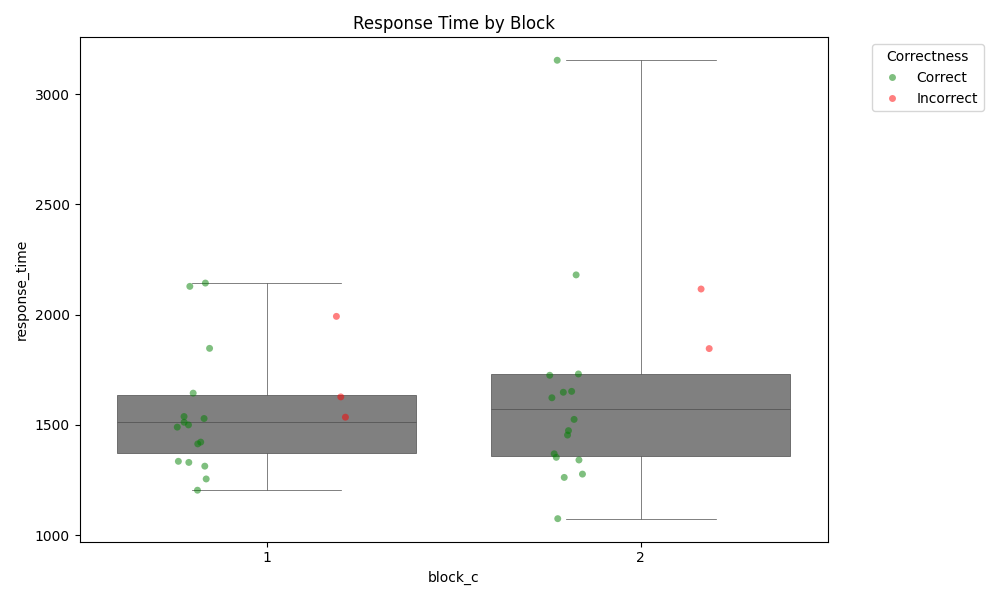 Response Time by Block
Correctness
Correct
Incorrect
3000
2500
2000
1500
1000
response_time
1
2
block_c